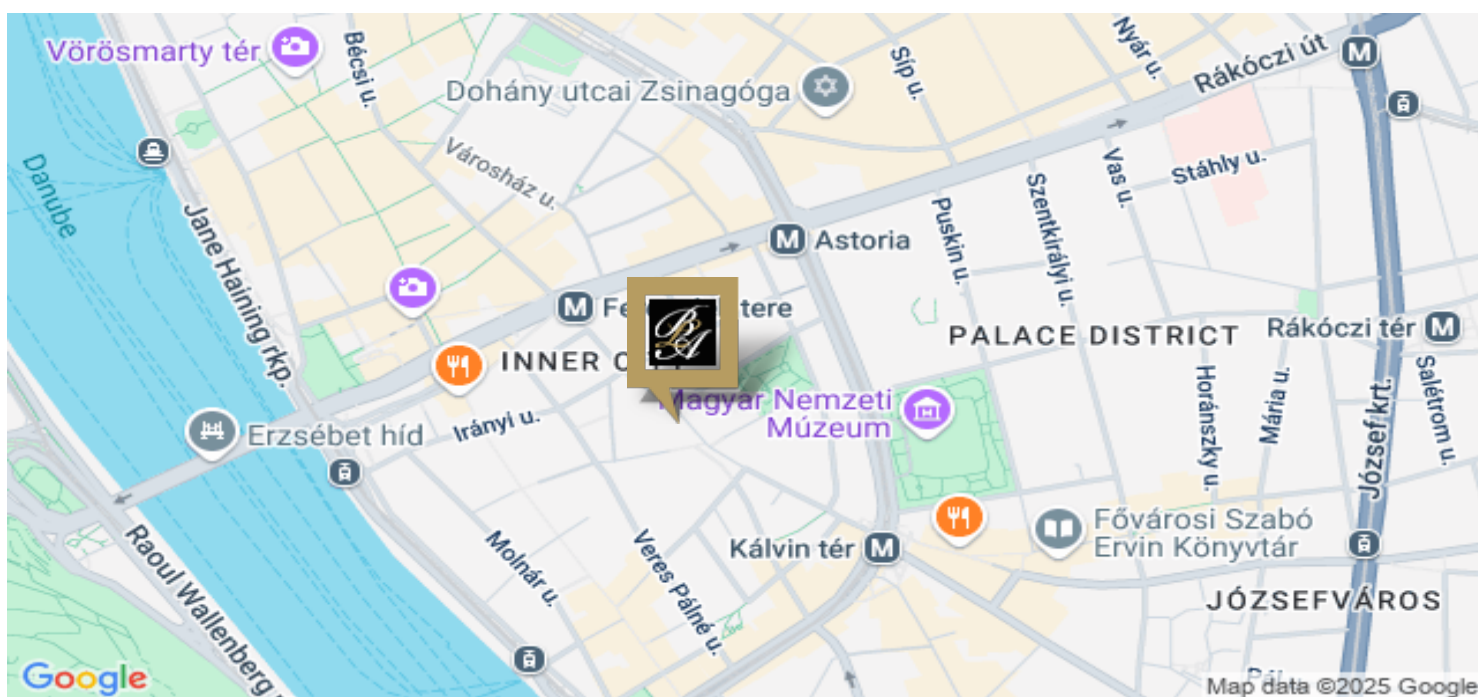 Vörösmarty tér
Bécsi u.
Nyár u.
Síp u.
Rákóczi út
M
Dohány utcai Zsinagóga
Városház u.
Vas u.
Stáhly u.
Danube
Jane Haining rkp.
Puskin u.
Szentkirályi u.
M Astoria
M
tere
PALACE DISTRICT
Rákóczi tér M
INNER
BA
Magyar Nemzeti
Múzeum
Horánszky u.
Mária u.
Salétrom u.
Irányi u.
Erzsébet híd
József krt.
Fővárosi Szabó
Ervin Könyvtár
Kálvin tér M
Molnár u.
Veres Pálné u.
Raoul Wallenberg
JÓZSEFVÁROS
Google
Map data ©2025 Google